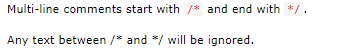 Multi-line comments start with /* and end with */.
Any text between /* and */ will be ignored.